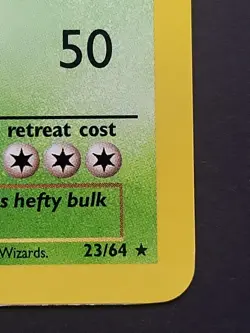 50
retreat cost
s hefty bulk
Wizards. 23/64 ★